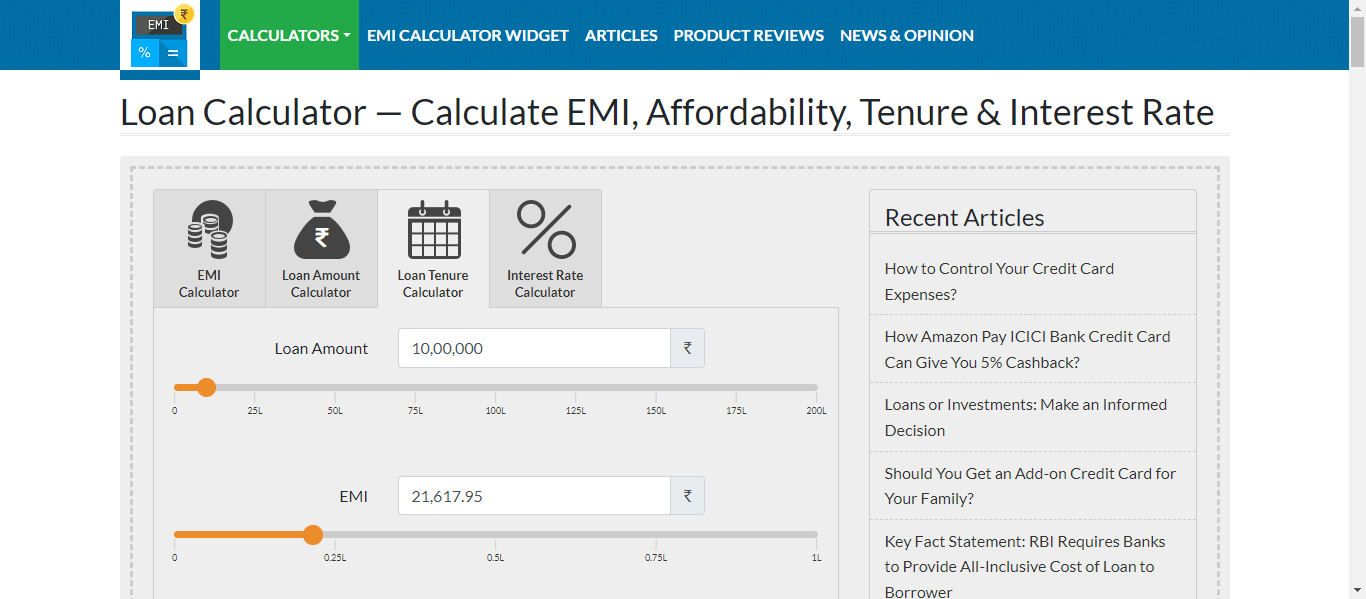 EMI
₹
%
=
CALCULATORS
EMI CALCULATOR WIDGET
ARTICLES
PRODUCT REVIEWS
NEWS & OPINION
Loan Calculator — Calculate EMI, Affordability, Tenure & Interest Rate
EMI
Calculator
₹
Loan Amount
Calculator
Loan Tenure
Calculator
Interest Rate
Calculator
Loan Amount
10,00,000
₹
0
25L
50L
75L
100L
125L
150L
175L
200L
EMI
21,617.95
₹
0
0.25L
0.5L
0.75L
1L
Recent Articles
How to Control Your Credit Card
Expenses?
How Amazon Pay ICICI Bank Credit Card
Can Give You 5% Cashback?
Loans or Investments: Make an Informed
Decision
Should You Get an Add-on Credit Card for
Your Family?
Key Fact Statement: RBI Requires Banks
to Provide All-Inclusive Cost of Loan to
Borrower